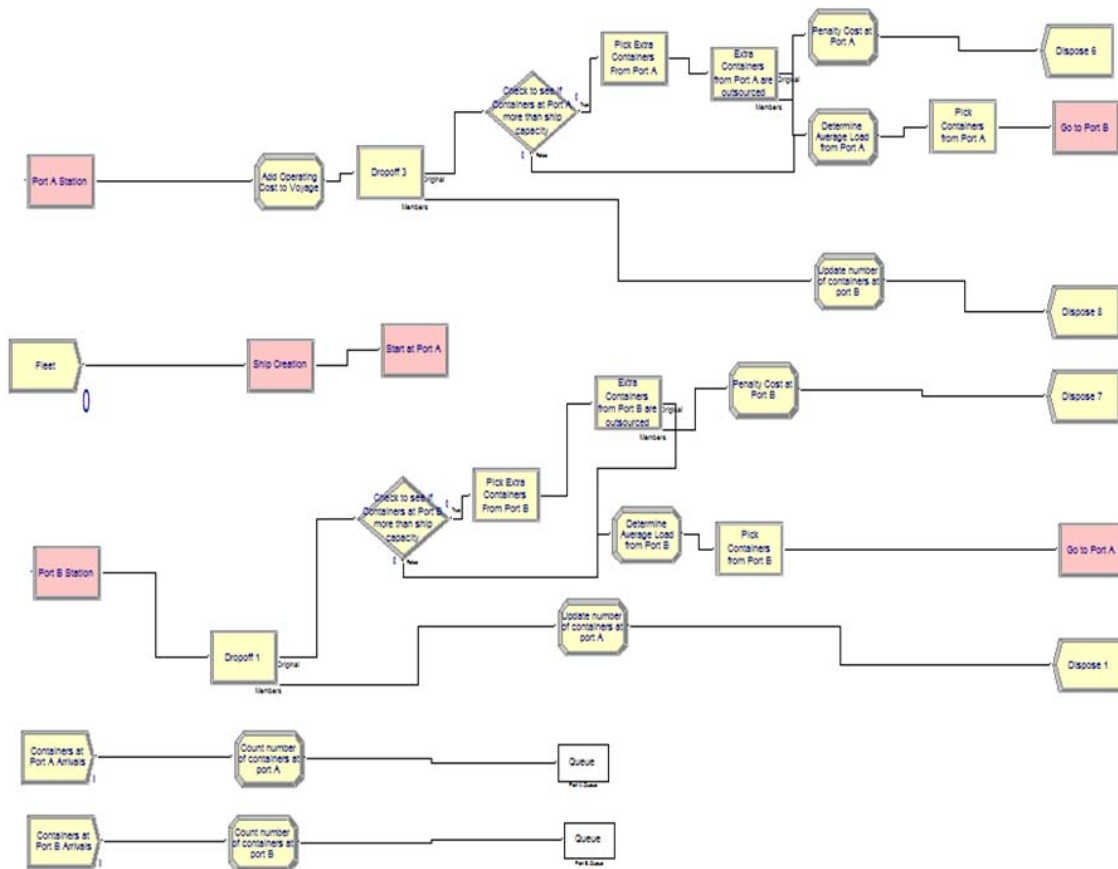 Penalty Cost at
Port A
Dispose 6
Pick Extra
Containers
From Port A
Extra
Containers
from Port A are
outsourced
Original
Members
Check to see if
Containers at Port A
more than ship
capacity
True
False
Determine
Average Load
from Port A
Pick
Containers
from Port A
Go to Port B
Port A Station
Add Operating
Cost to Voyage
Dropoff 3
Original
Members
Update number
of containers at
port B
Dispose 8
Fleet
0
Ship Creation
Start at Port A
Extra
Containers
from Port B are
outsourced
Original
Members
Penalty Cost at
Port B
Dispose 7
Check to see if
Containers at Port B
more than ship
capacity
True
False
Pick Extra
Containers
From Port B
Determine
Average Load
from Port B
Pick
Containers
from Port B
Go to Port A
Port B Station
Dropoff 1
Original
Members
Update number
of containers at
port A
Dispose 1
Containers at
Port A Arrivals
Count number
of containers at
port A
Queue
Port A Queue
Containers at
Port B Arrivals
Count number
of containers at
port B
Queue
Port B Queue